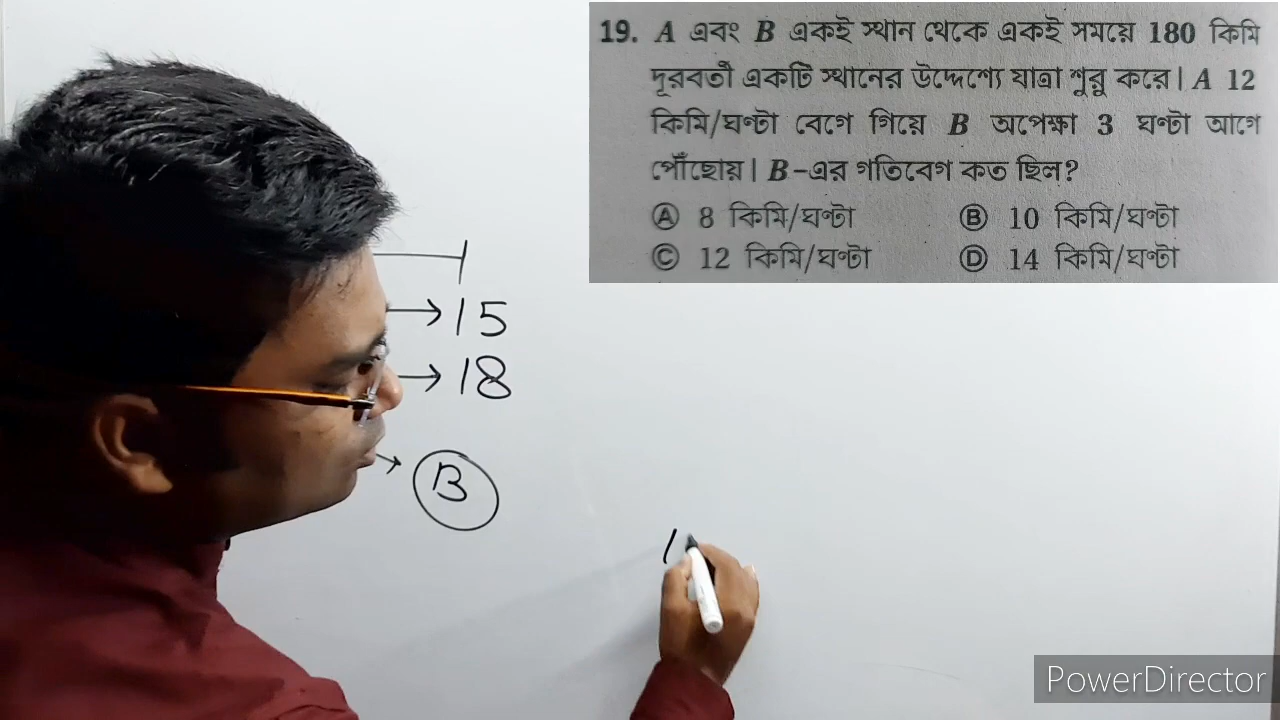 19. A এবং B একই স্থান থেকে একই সময়ে 180 কিমি
দূরবর্তী একটি স্থানের উদ্দেশ্যে যাত্রা শুরু করে। A 12
কিমি/ঘণ্টা বেগে গিয়ে B অপেক্ষা 3 ঘণ্টা আগে
পৌঁছোয়। B-এর গতিবেগ কত ছিল?
Ⓐ 8 কিমি/ঘণ্টা Ⓑ 10 কিমি/ঘণ্টা
Ⓒ 12 কিমি/ঘণ্টা Ⓓ 14 কিমি/ঘণ্টা
→15
→18
→ B
1
PowerDirector